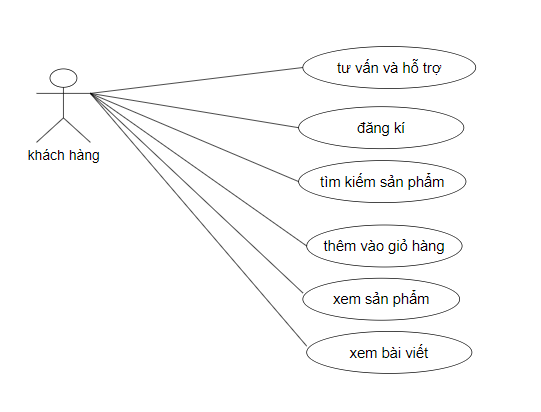 tư vấn và hỗ trợ
đăng kí
khách hàng
tìm kiếm sản phẩm
thêm vào giỏ hàng
xem sản phẩm
xem bài viết